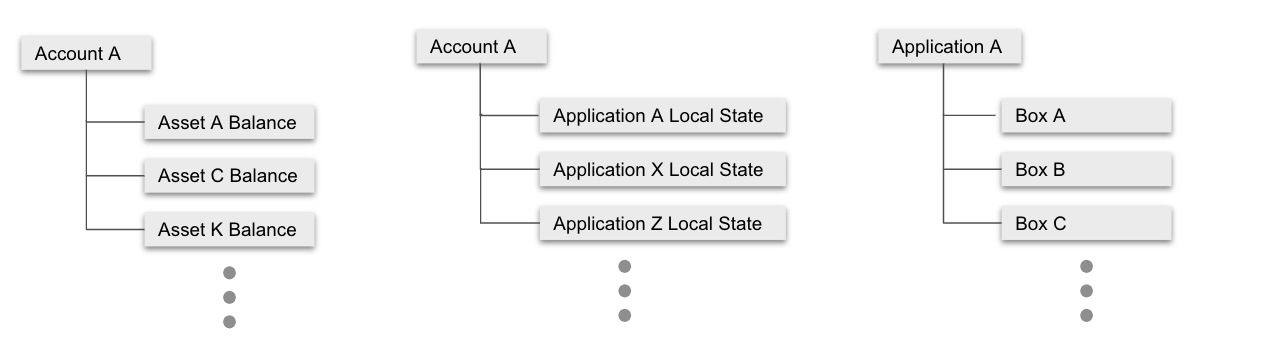 Account A
Asset A Balance
Asset C Balance
Asset K Balance
Account A
Application A Local State
Application X Local State
Application Z Local State
Application A
Box A
Box B
Box C